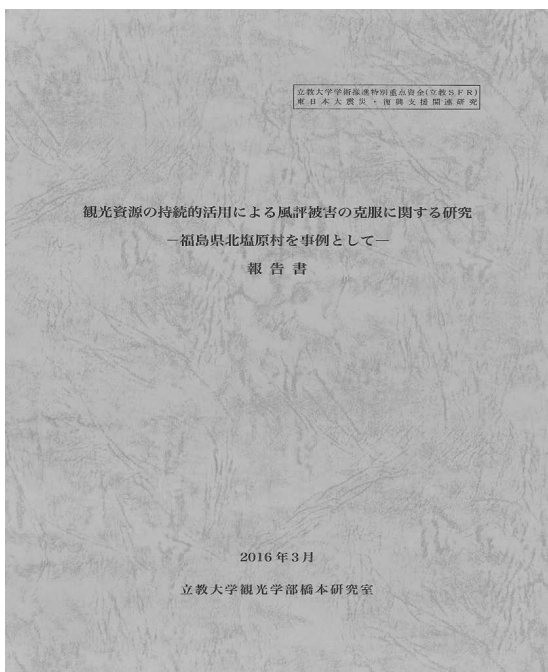 立教大学学術推進特別重点資金(立教SFR)
東日本大震災・復興支援関連研究
観光資源の持続的活用による風評被害の克服に関する研究
−福島県北塩原村を事例として−
報告書
2016年3月
立教大学観光学部橋本研究室